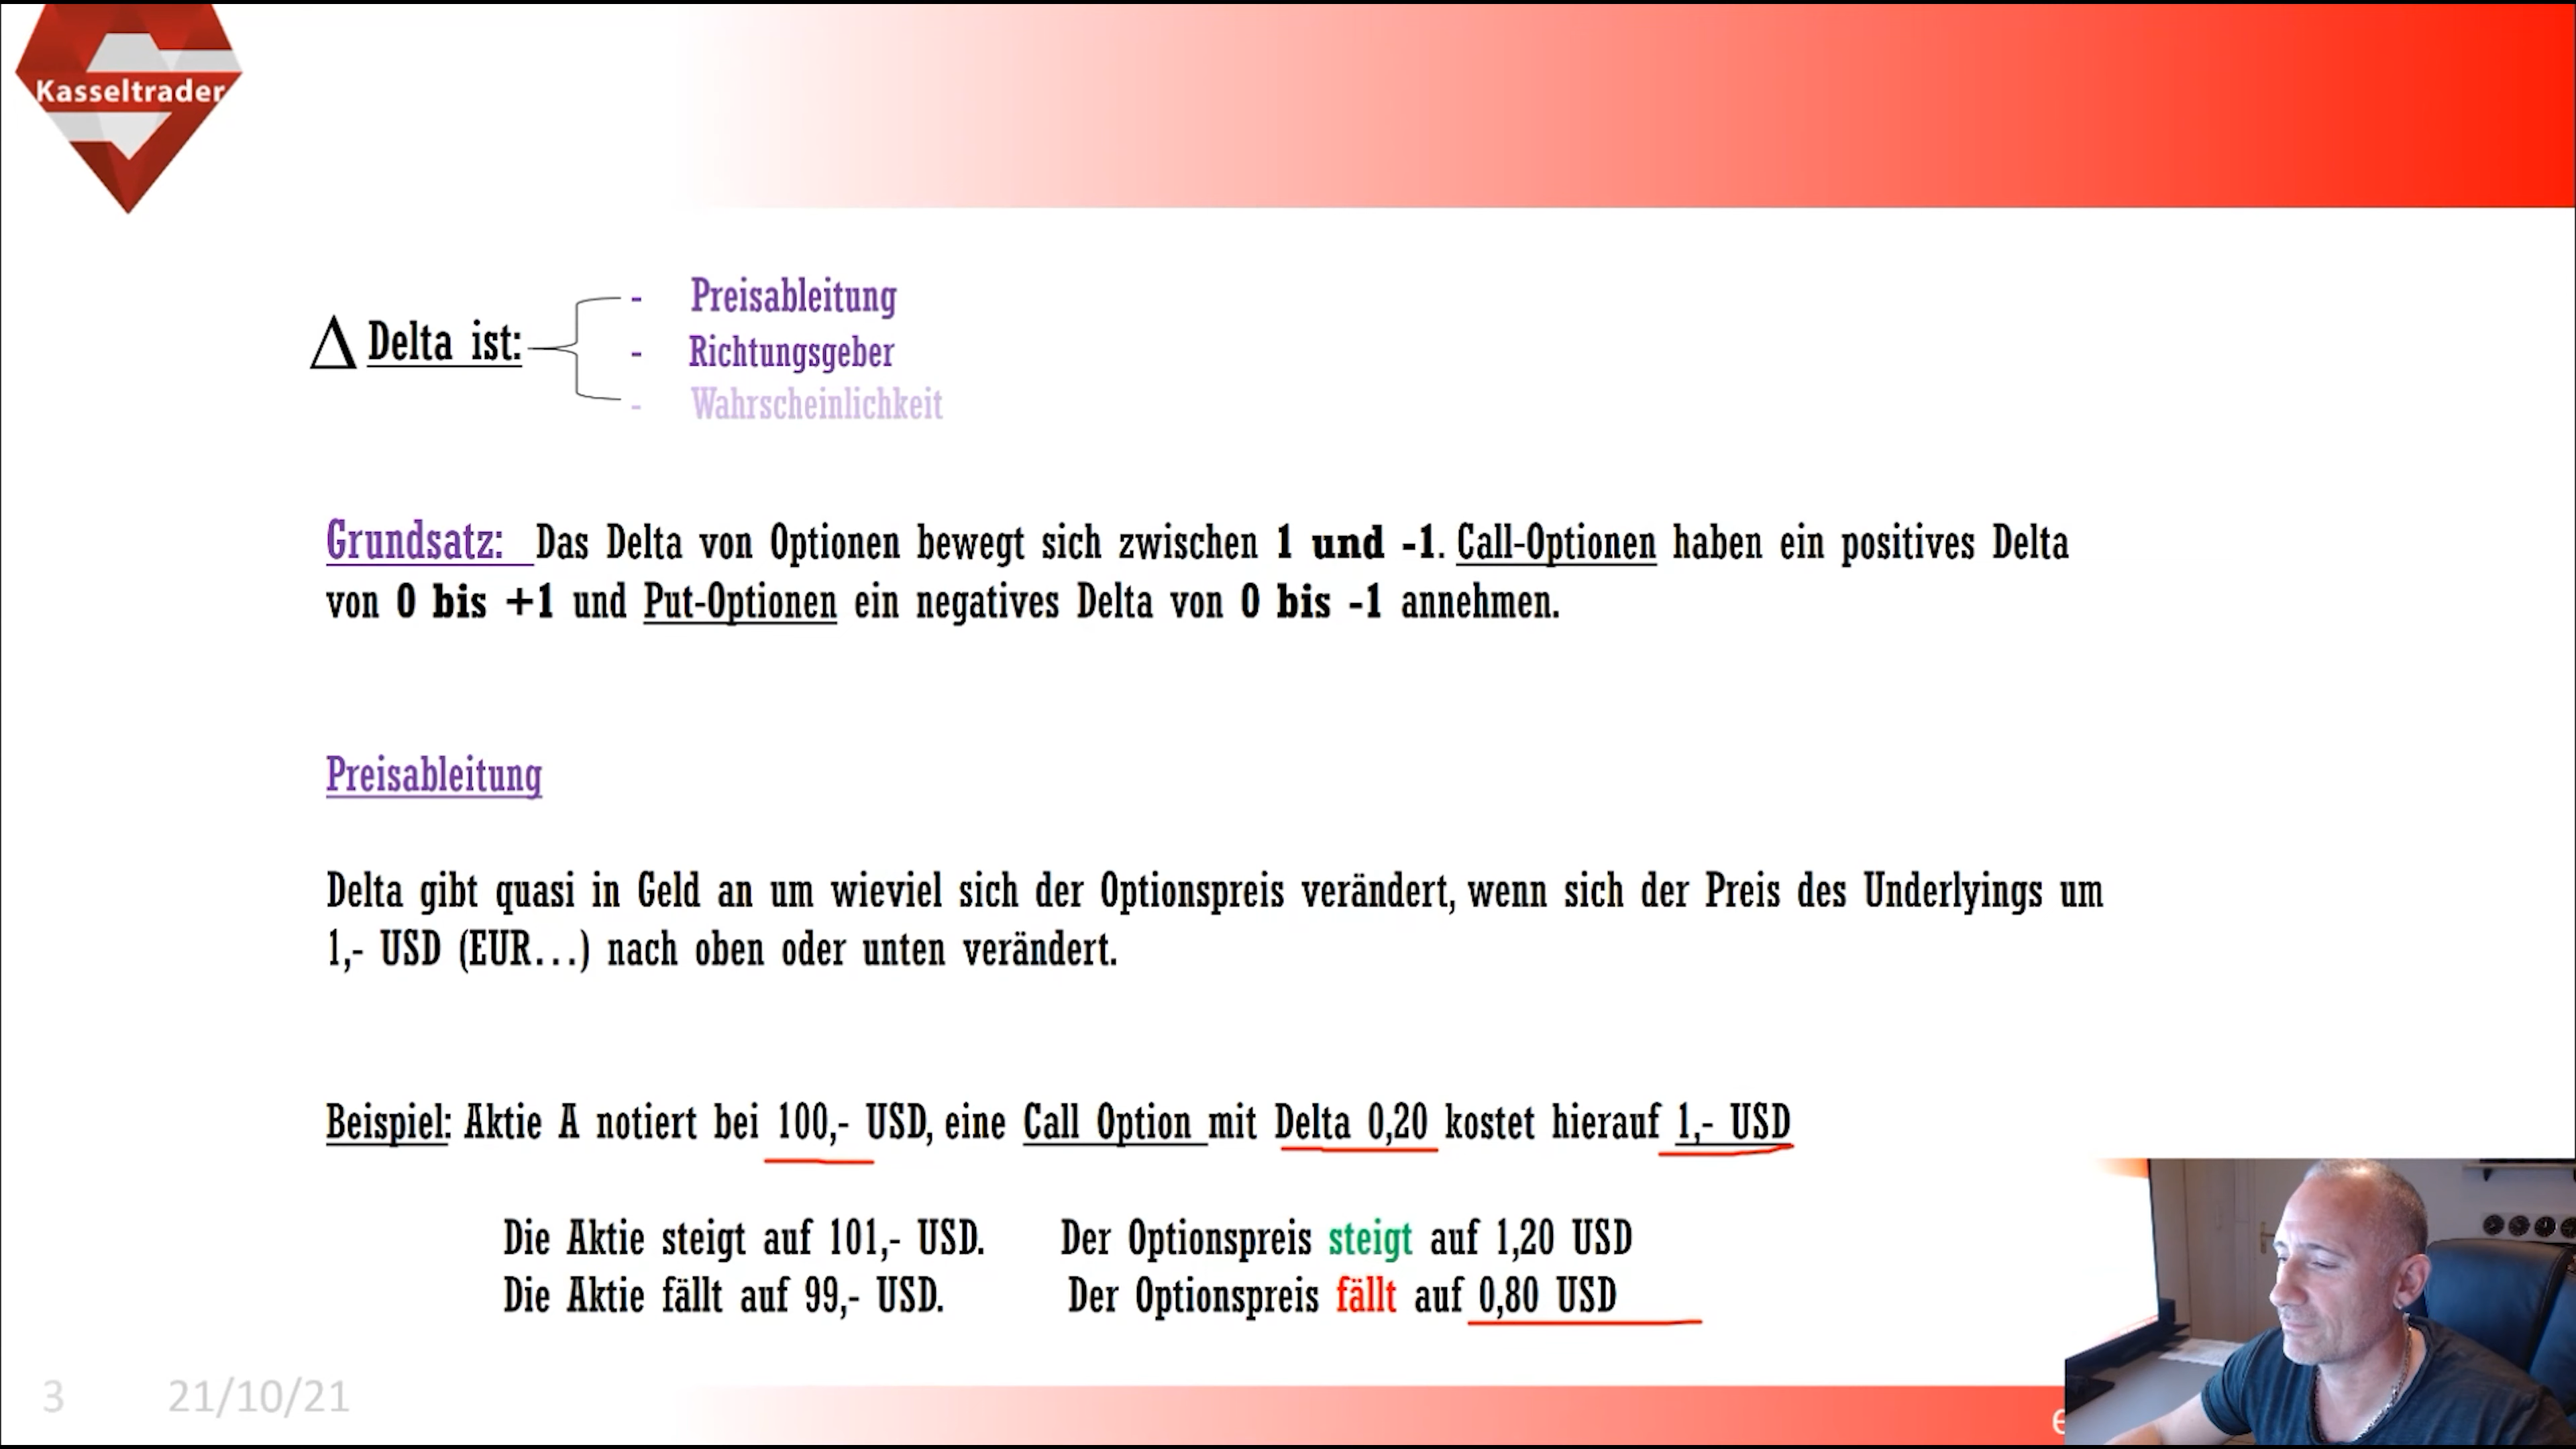 Kasseltrader
- Preisableitung
Δ Delta ist:
- Richtungsgeber
- Wahrscheinlichkeit
Grundsatz: Das Delta von Optionen bewegt sich zwischen 1 und -1. Call-Optionen haben ein positives Delta
von 0 bis +1 und Put-Optionen ein negatives Delta von 0 bis -1 annehmen.
Preisableitung
Delta gibt quasi in Geld an um wieviel sich der Optionspreis verändert, wenn sich der Preis des Underlyings um
1,- USD (EUR…) nach oben oder unten verändert.
Beispiel: Aktie A notiert bei 100,- USD, eine Call Option mit Delta 0,20 kostet hierauf 1,- USD
Die Aktie steigt auf 101,- USD. Der Optionspreis steigt auf 1,20 USD
Die Aktie fällt auf 99,- USD. Der Optionspreis fällt auf 0,80 USD
3 21/10/21